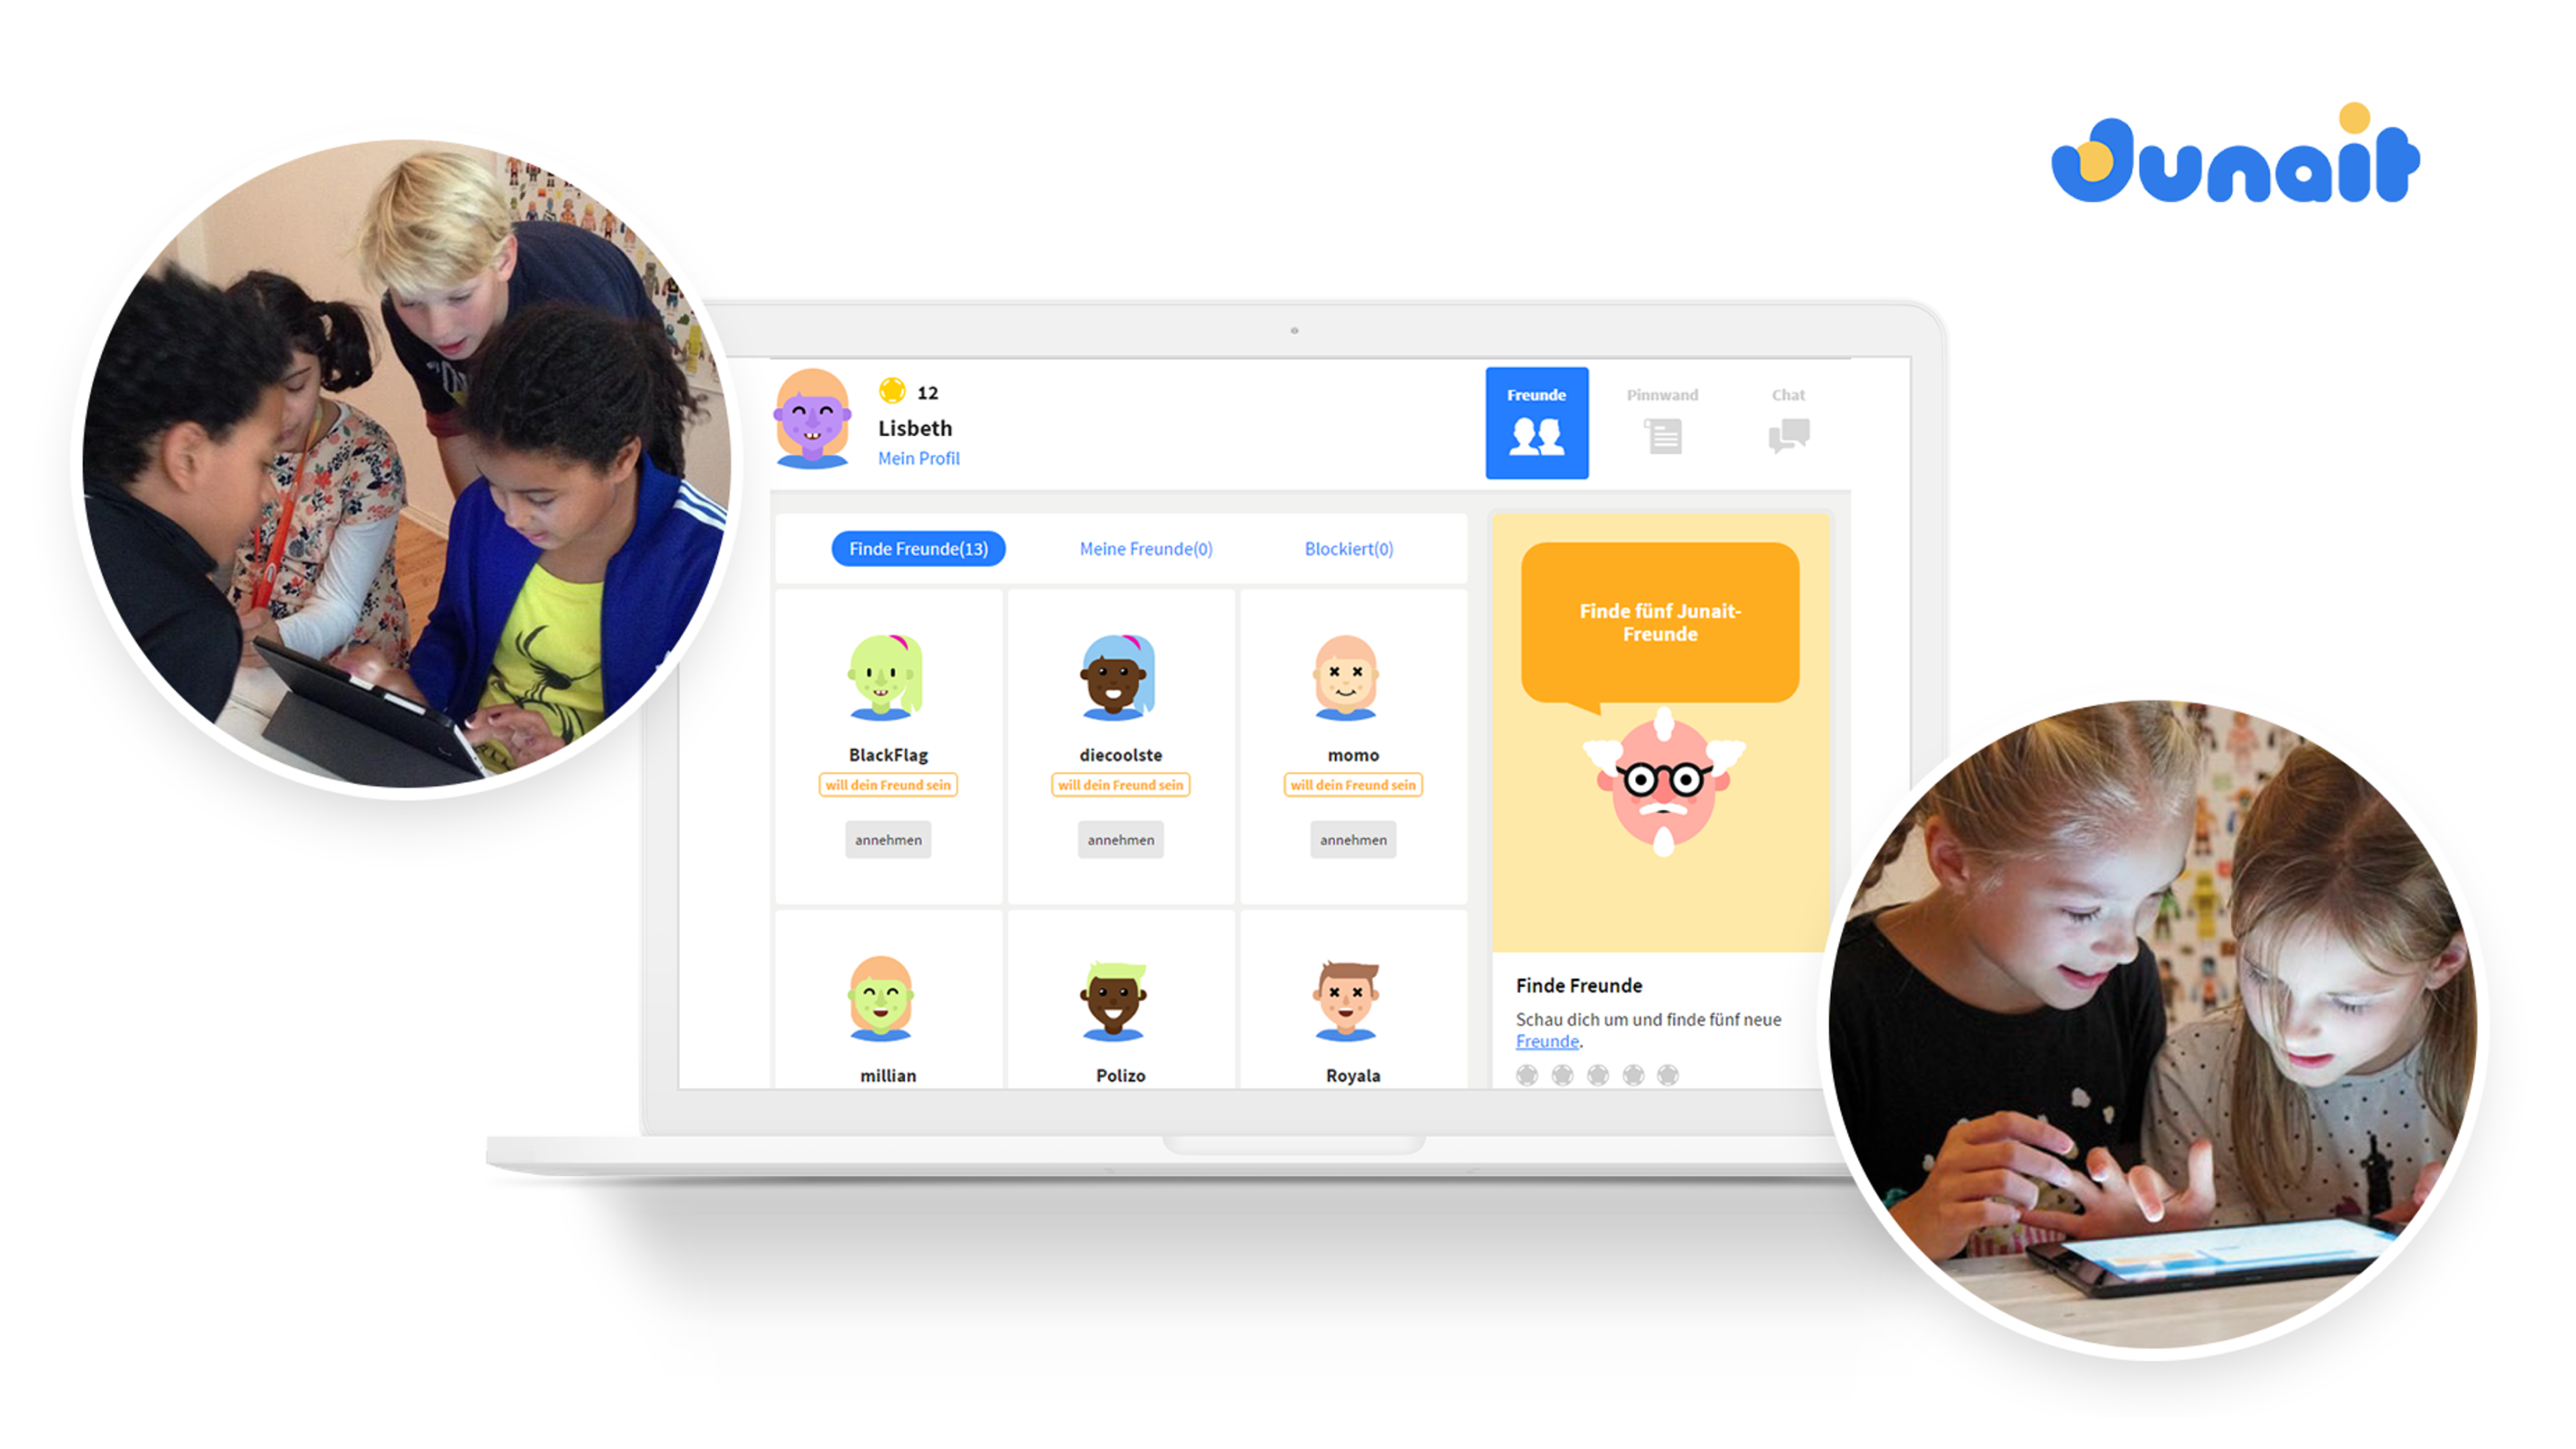 Junait
12
Lisbeth
Mein Profil
Freunde
Pinnwand
Chat
Finde Freunde(13)
Meine Freunde(0)
Blockiert(0)
BlackFlag
will dein Freund sein
annehmen
diecoolste
will dein Freund sein
annehmen
momo
will dein Freund sein
annehmen
millian
Polizo
Royala
Finde fünf Junait-
Freunde
Finde Freunde
Schau dich um und finde fünf neue
Freunde.